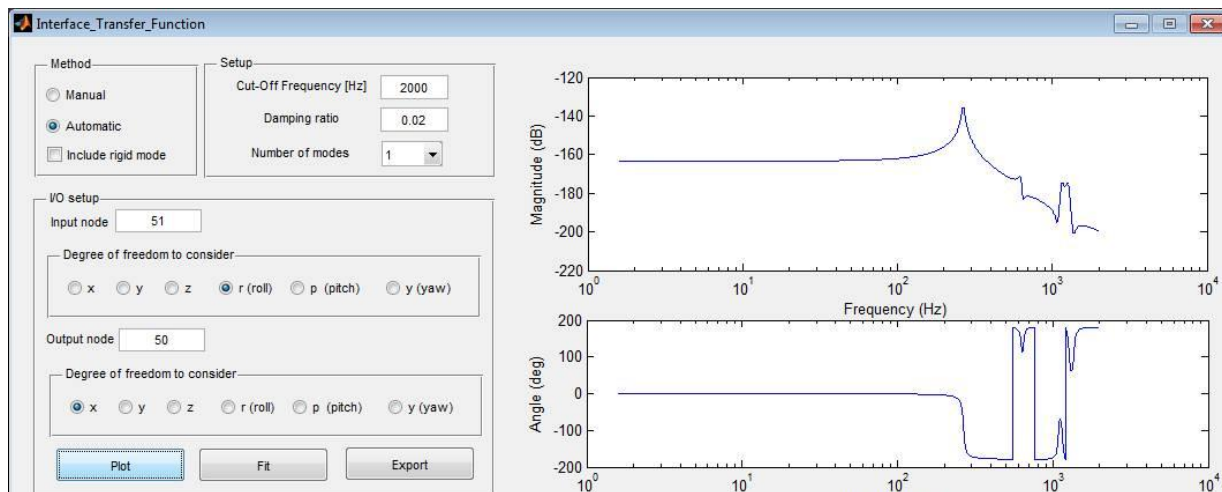 Interface_Transfer_Function
Method
Manual
Automatic
Include rigid mode
Setup
Cut-Off Frequency [Hz] 2000
Damping ratio 0.02
Number of modes 1
I/O setup
Input node 51
Degree of freedom to consider
x y z r (roll) p (pitch) y (yaw)
Output node 50
Degree of freedom to consider
x y z r (roll) p (pitch) y (yaw)
Plot Fit Export
Magnitude (dB)
-120
-140
-160
-180
-200
-220
10^0 10^1 10^2 10^3 10^4
Frequency (Hz)
Angle (deg)
200
100
0
-100
-200
10^0 10^1 10^2 10^3 10^4